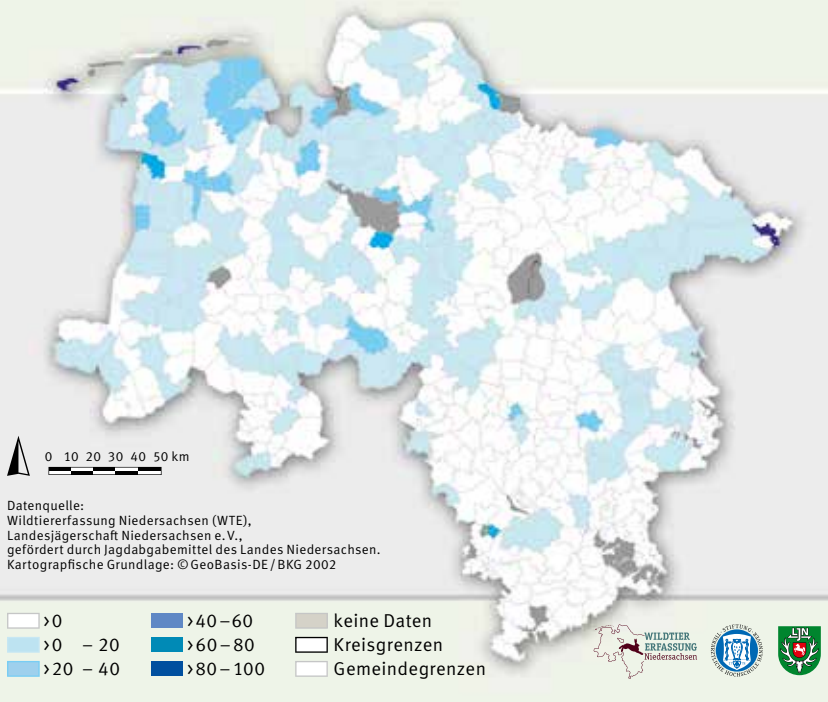 0 10 20 30 40 50 km
Datenquelle:
Wildtiererfassung Niedersachsen (WTE),
Landesjägerschaft Niedersachsen e. V.,
gefördert durch Jagdabgabemittel des Landes Niedersachsen.
Kartografische Grundlage: © GeoBasis-DE / BKG 2002
>0
>0 – 20
>20 – 40
>40 – 60
>60 – 80
>80 – 100
keine Daten
Kreisgrenzen
Gemeindegrenzen
WILDTIER
ERFASSUNG
Niedersachsen
STIFTUNG
HOCHSCHULE
LJN